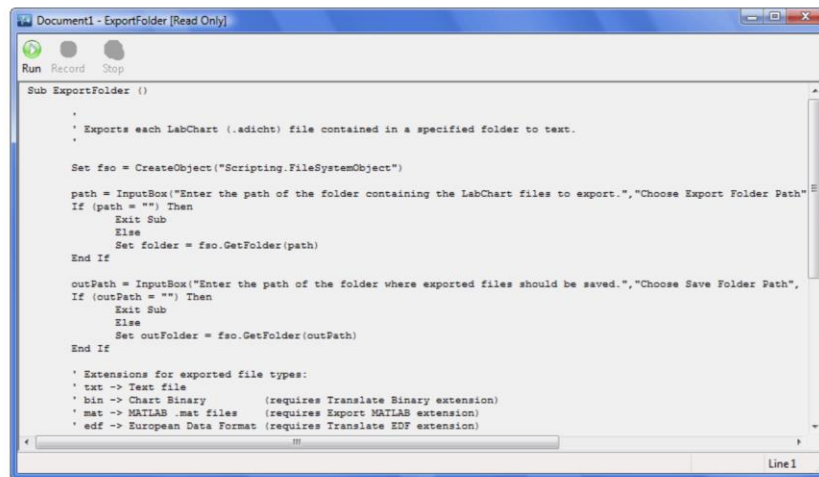 Document1 - ExportFolder [Read Only]
Run Record Stop
Sub ExportFolder ()
'
' Exports each LabChart (.adicht) file contained in a specified folder to text.
'
Set fso = CreateObject("Scripting.FileSystemObject")
path = InputBox("Enter the path of the folder containing the LabChart files to export.","Choose Export Folder Path"
If (path = "") Then
Exit Sub
Else
Set folder = fso.GetFolder(path)
End If
outPath = InputBox("Enter the path of the folder where exported files should be saved.","Choose Save Folder Path",
If (outPath = "") Then
Exit Sub
Else
Set outFolder = fso.GetFolder(outPath)
End If
' Extensions for exported file types:
' txt -> Text file
' bin -> Chart Binary (requires Translate Binary extension)
' mat -> MATLAB .mat files (requires Export MATLAB extension)
' edf -> European Data Format (requires Translate EDF extension)
Line 1